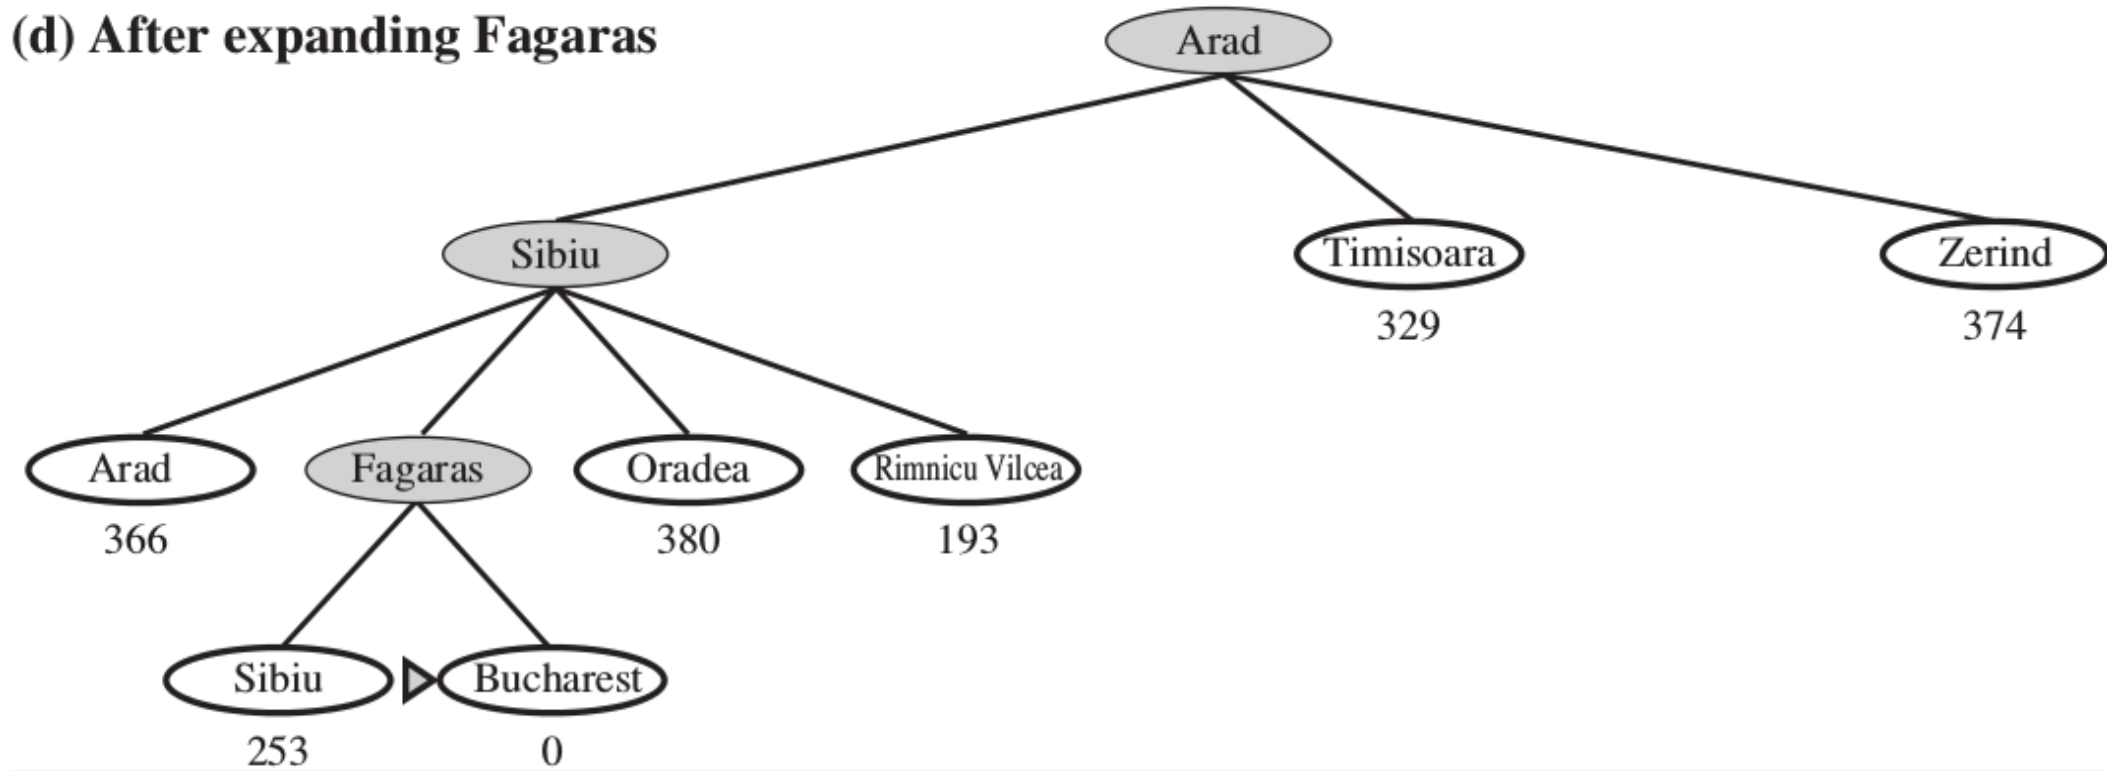 (d) After expanding Fagaras
Arad
Sibiu
Timisoara
Zerind
329
374
Arad
Fagaras
Oradea
Rimnicu Vilcea
366
380
193
Sibiu
Bucharest
253
0